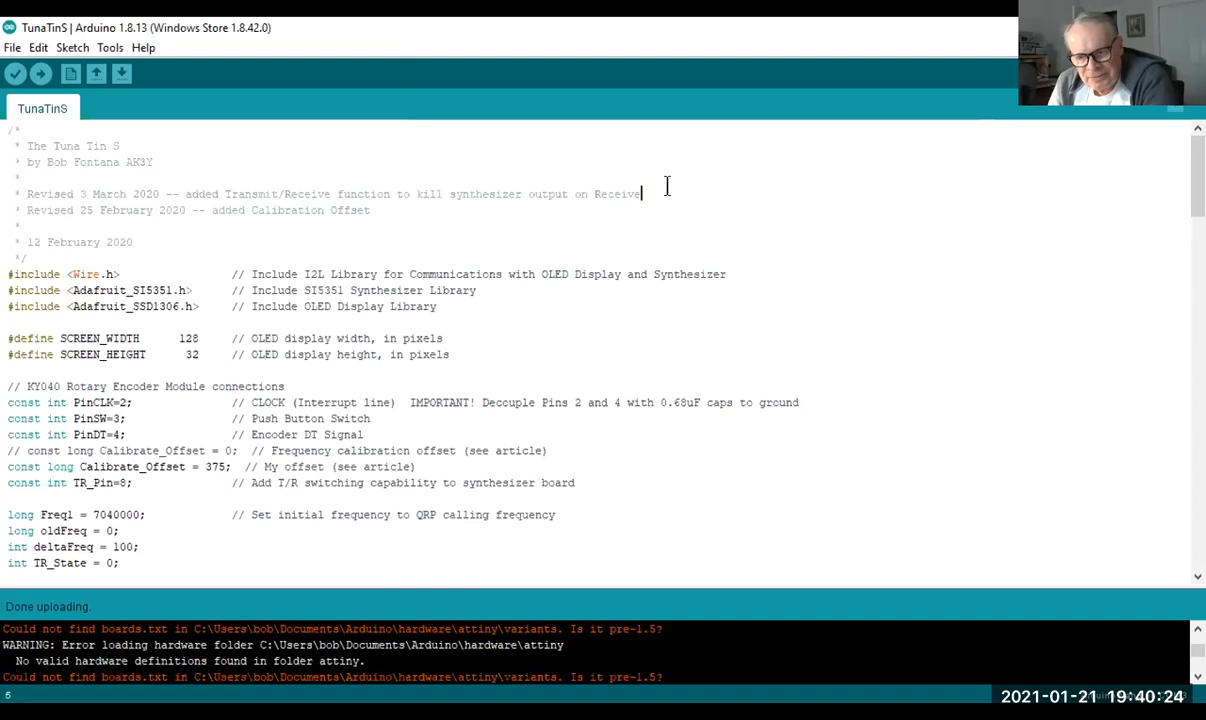 TunaTinS | Arduino 1.8.13 (Windows Store 1.8.42.0)
File Edit Sketch Tools Help
TunaTinS
/*
* The Tuna Tin S
* by Bob Fontana AK3Y
*
* Revised 3 March 2020 -- added Transmit/Receive function to kill synthesizer output on Receive
* Revised 25 February 2020 -- added Calibration Offset
*
* 12 February 2020
*/
#include <Wire.h> // Include I2L Library for Communications with OLED Display and Synthesizer
#include <Adafruit_SI5351.h> // Include SI5351 Synthesizer Library
#include <Adafruit_SSD1306.h> // Include OLED Display Library
#define SCREEN_WIDTH 128 // OLED display width, in pixels
#define SCREEN_HEIGHT 32 // OLED display height, in pixels
// KY040 Rotary Encoder Module connections
const int PinCLK=2; // CLOCK (Interrupt line) IMPORTANT! Decouple Pins 2 and 4 with 0.68uF caps to ground
const int PinSW=3; // Push Button Switch
const int PinDT=4; // Encoder DT Signal
// const long Calibrate_Offset = 0; // Frequency calibration offset (see article)
const long Calibrate_Offset = 375; // My offset (see article)
const int TR_Pin=8; // Add T/R switching capability to synthesizer board
long Freq1 = 7040000; // Set initial frequency to QRP calling frequency
long oldFreq = 0;
int deltaFreq = 100;
int TR_State = 0;
Done uploading.
Could not find boards.txt in C:\Users\bob\Documents\Arduino\hardware\attiny\variants. Is it pre-1.5?
WARNING: Error loading hardware folder C:\Users\bob\Documents\Arduino\hardware\attiny
No valid hardware definitions found in folder attiny.
Could not find boards.txt in C:\Users\bob\Documents\Arduino\hardware\attiny\variants. Is it pre-1.5?
5
2021-01-21 19:40:24